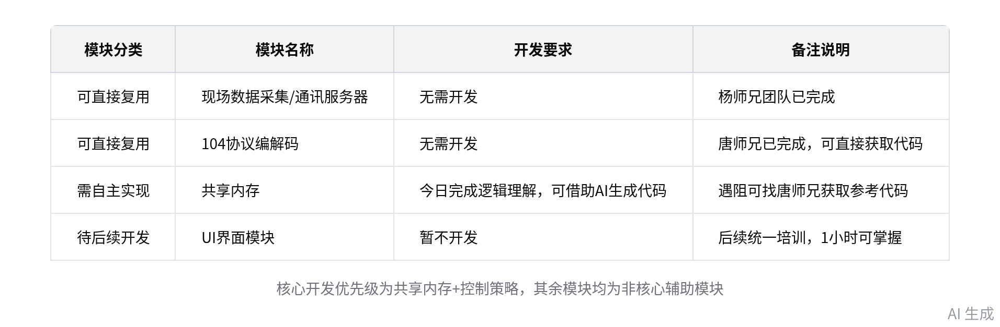 模块分类 模块名称 开发要求 备注说明
可直接复用 现场数据采集/通讯服务器 无需开发 杨师兄团队已完成
可直接复用 104协议编解码 无需开发 唐师兄已完成，可直接获取代码
需自主实现 共享内存 今日完成逻辑理解，可借助AI生成代码 遇阻可找唐师兄获取参考代码
待后续开发 UI界面模块 暂不开发 后续统一培训，1小时可掌握
核心开发优先级为共享内存+控制策略，其余模块均为非核心辅助模块
AI 生成